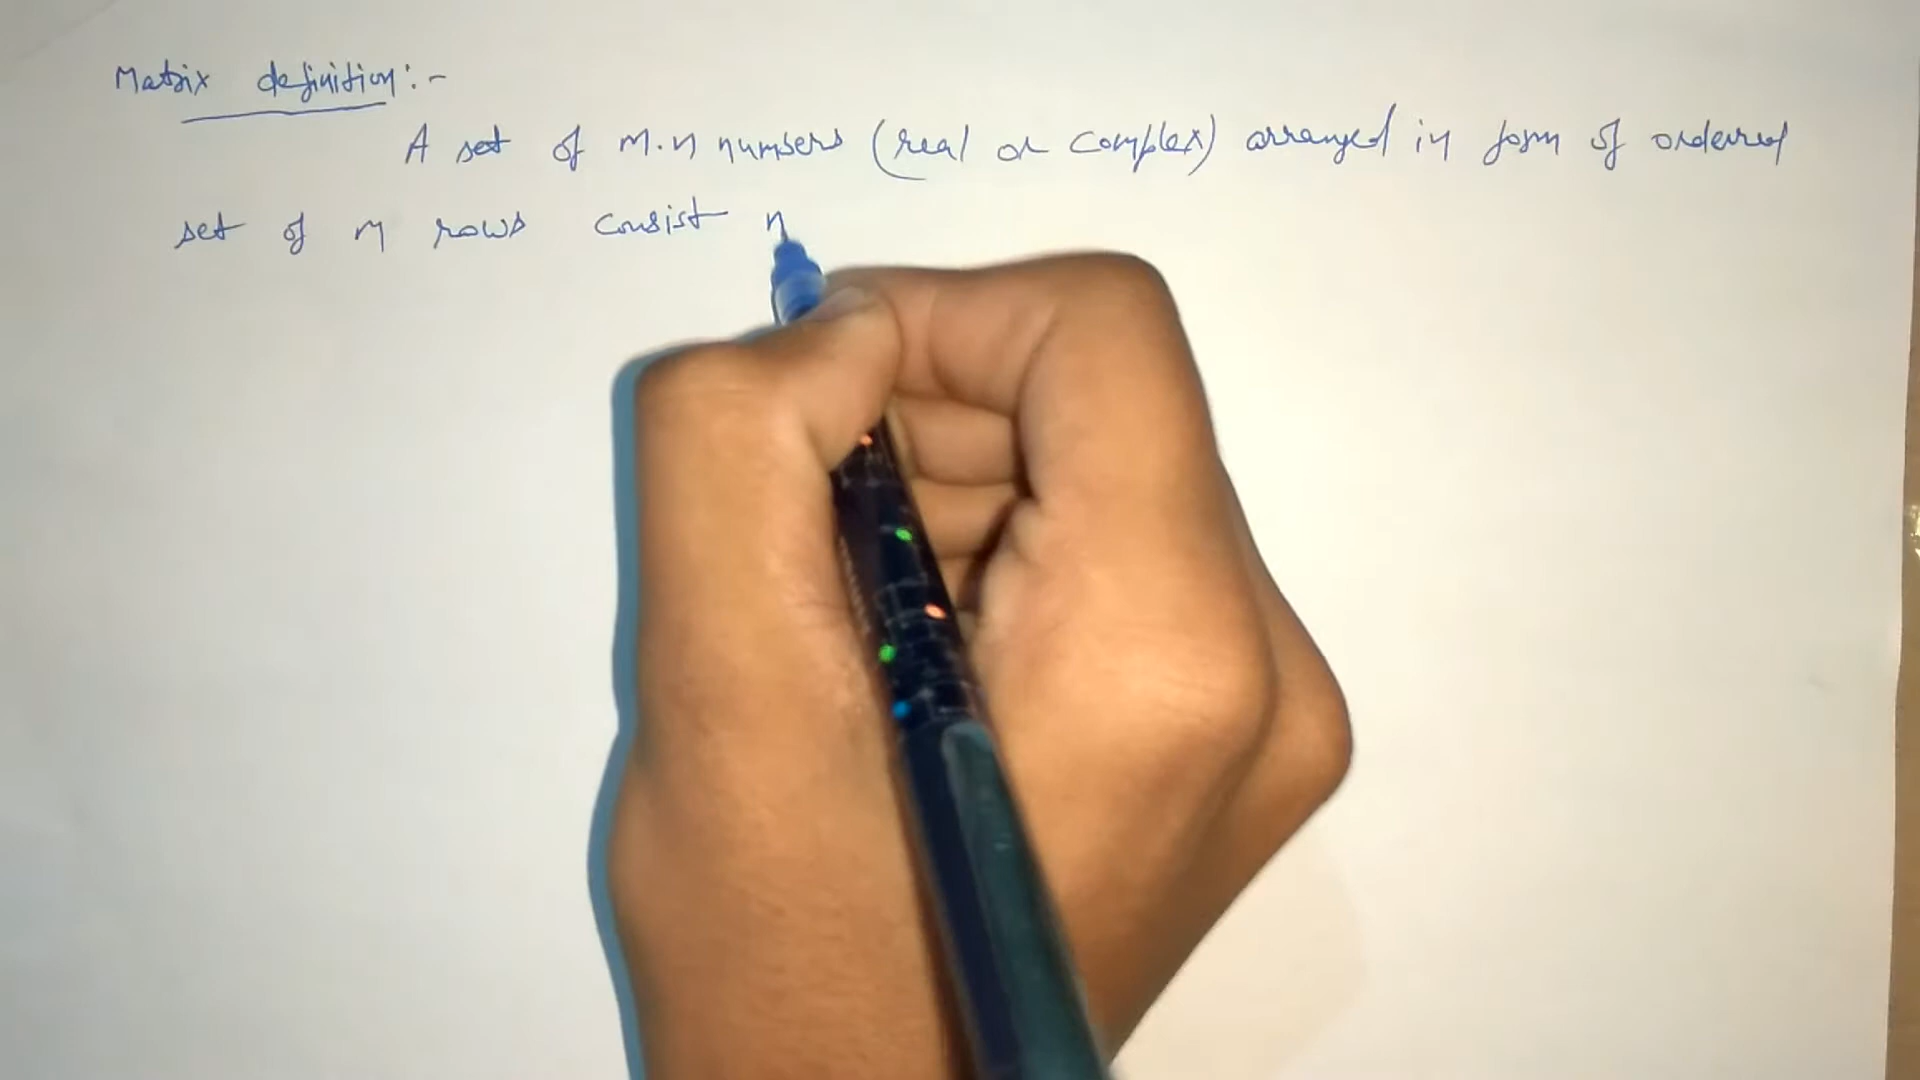 Matrix definition:-
A set of m.n numbers (real or complex) arranged in form of ordered
set of m rows consist n